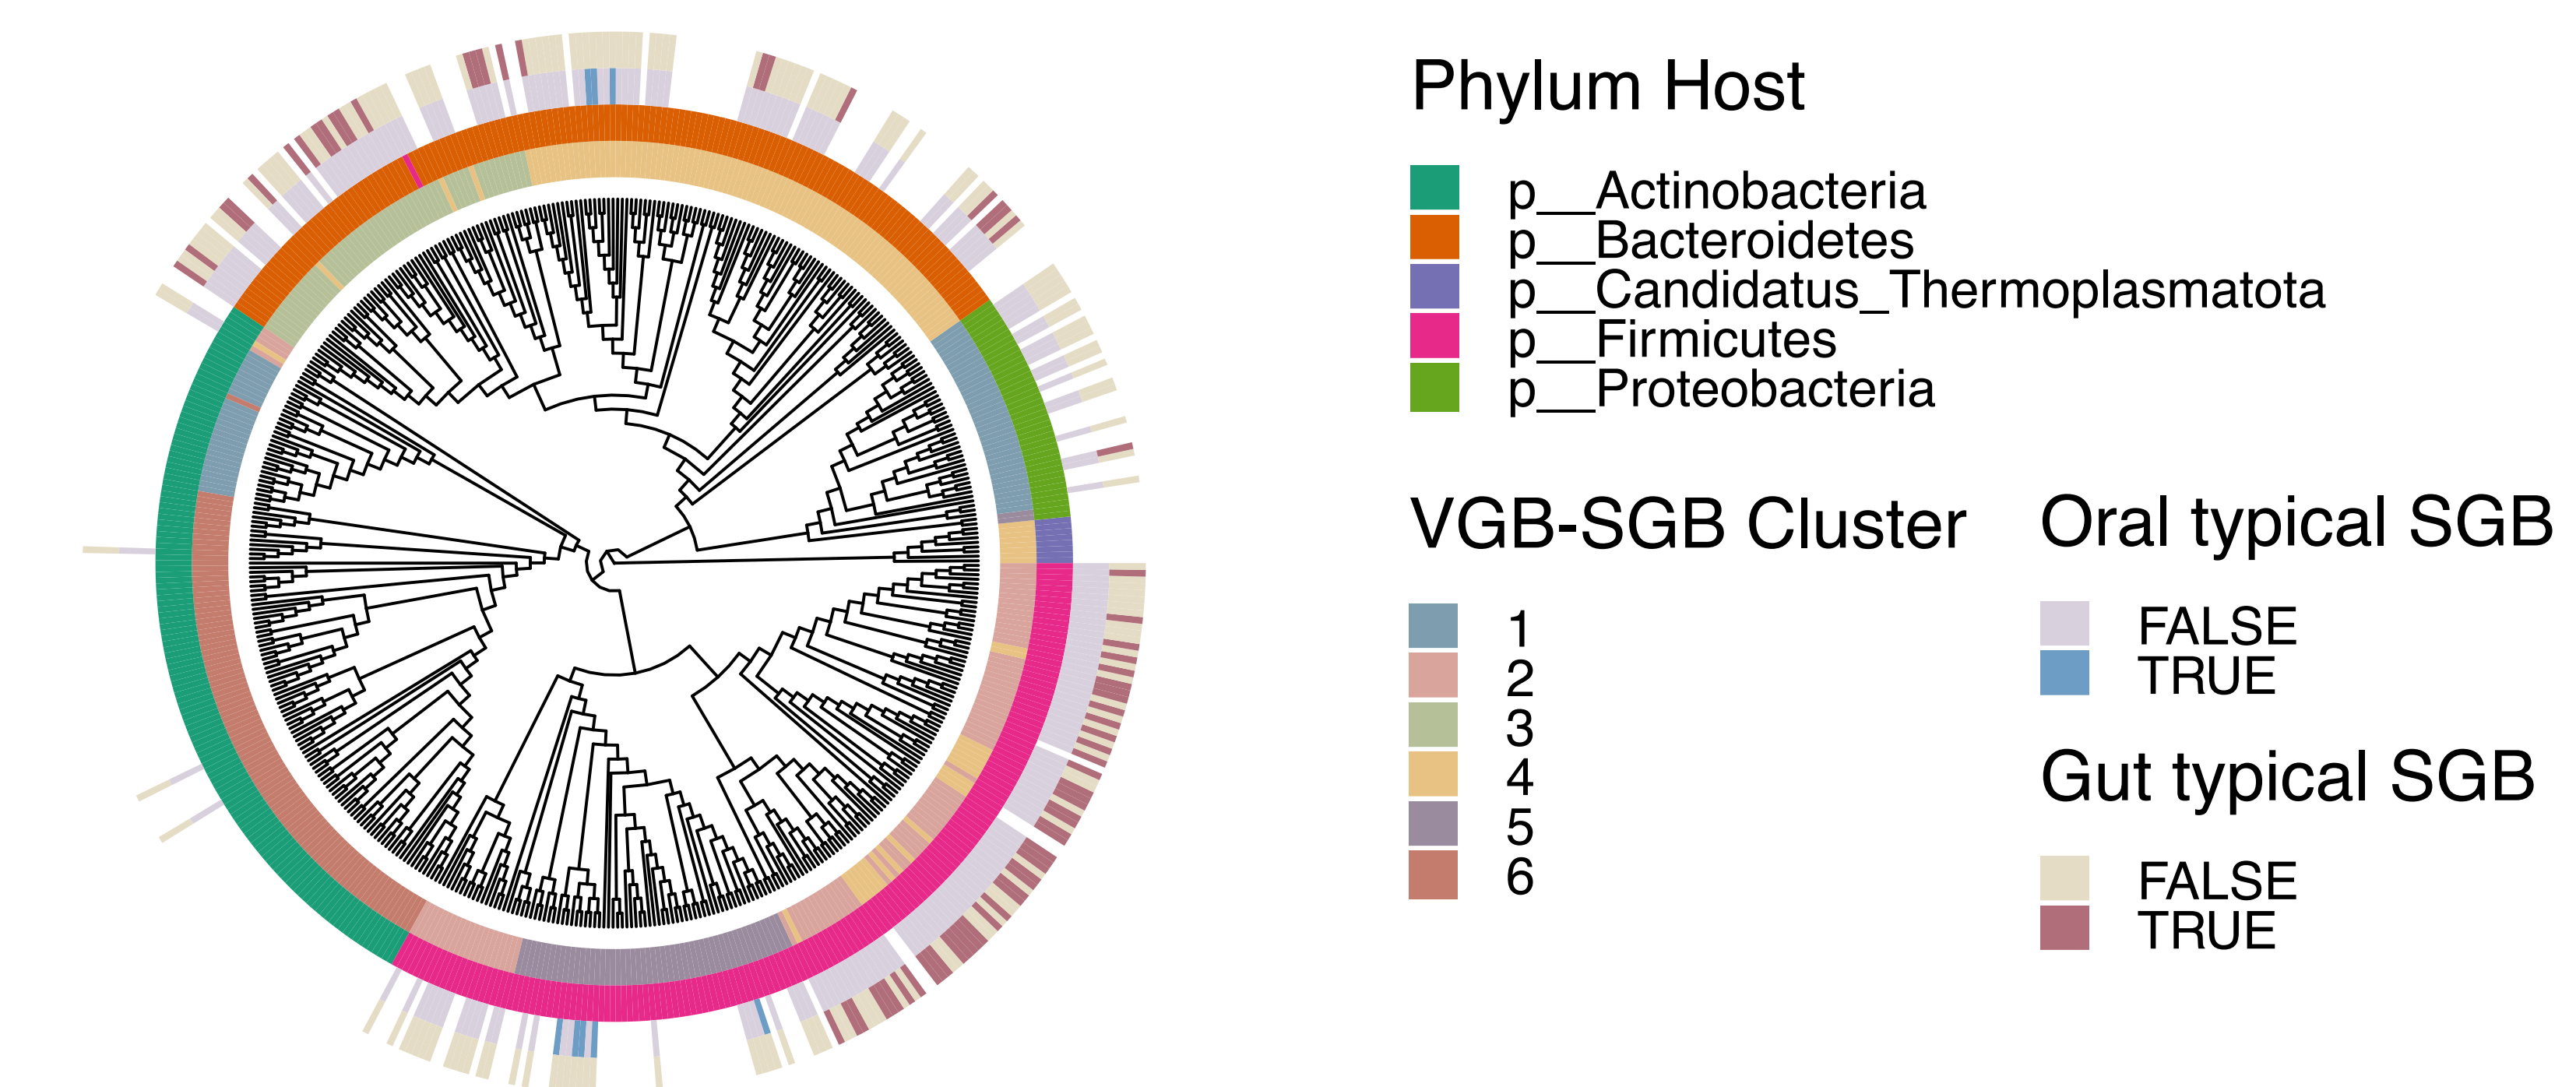 Phylum Host
p__Actinobacteria
p__Bacteroidetes
p__Candidatus_Thermoplasmatota
p__Firmicutes
p__Proteobacteria
VGB-SGB Cluster
1
2
3
4
5
6
Oral typical SGB
FALSE
TRUE
Gut typical SGB
FALSE
TRUE